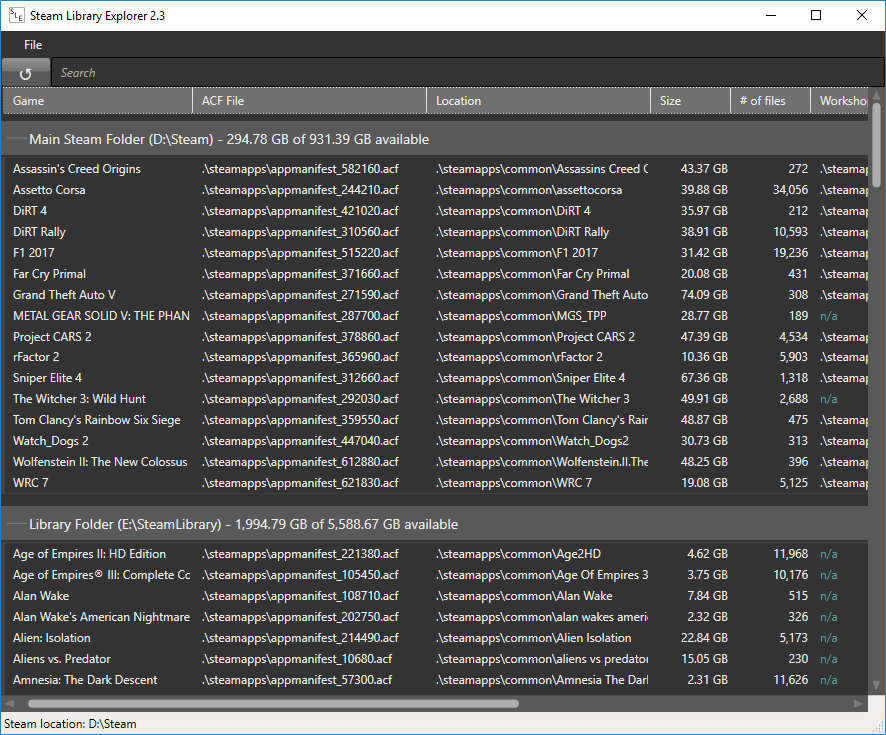 SLE Steam Library Explorer 2.3
File
Search
Game ACF File Location Size # of files Worksho
Main Steam Folder (D:\Steam) - 294.78 GB of 931.39 GB available
Assassin's Creed Origins .\steamapps\appmanifest_582160.acf .\steamapps\common\Assassins Creed C 43.37 GB 272 .\steamap
Assetto Corsa .\steamapps\appmanifest_244210.acf .\steamapps\common\assettocorsa 39.88 GB 34,056 .\steamap
DiRT 4 .\steamapps\appmanifest_421020.acf .\steamapps\common\DiRT 4 35.97 GB 212 .\steamap
DiRT Rally .\steamapps\appmanifest_310560.acf .\steamapps\common\DiRT Rally 38.91 GB 10,593 .\steamap
F1 2017 .\steamapps\appmanifest_515220.acf .\steamapps\common\F1 2017 31.42 GB 19,236 .\steamap
Far Cry Primal .\steamapps\appmanifest_371660.acf .\steamapps\common\Far Cry Primal 20.08 GB 431 .\steamap
Grand Theft Auto V .\steamapps\appmanifest_271590.acf .\steamapps\common\Grand Theft Auto 74.09 GB 308 .\steamap
METAL GEAR SOLID V: THE PHAN .\steamapps\appmanifest_287700.acf .\steamapps\common\MGS_TPP 28.77 GB 189 n/a
Project CARS 2 .\steamapps\appmanifest_378860.acf .\steamapps\common\Project CARS 2 47.39 GB 4,534 .\steamap
rFactor 2 .\steamapps\appmanifest_365960.acf .\steamapps\common\rFactor 2 10.36 GB 5,903 .\steamap
Sniper Elite 4 .\steamapps\appmanifest_312660.acf .\steamapps\common\Sniper Elite 4 67.36 GB 1,318 .\steamap
The Witcher 3: Wild Hunt .\steamapps\appmanifest_292030.acf .\steamapps\common\The Witcher 3 49.91 GB 2,688 n/a
Tom Clancy's Rainbow Six Siege .\steamapps\appmanifest_359550.acf .\steamapps\common\Tom Clancy's Rair 48.87 GB 475 .\steamap
Watch_Dogs 2 .\steamapps\appmanifest_447040.acf .\steamapps\common\Watch_Dogs2 30.73 GB 313 .\steamap
Wolfenstein II: The New Colossus .\steamapps\appmanifest_612880.acf .\steamapps\common\Wolfenstein.II.The 48.25 GB 396 .\steamap
WRC 7 .\steamapps\appmanifest_621830.acf .\steamapps\common\WRC 7 19.08 GB 5,125 .\steamap
Library Folder (E:\SteamLibrary) - 1,994.79 GB of 5,588.67 GB available
Age of Empires II: HD Edition .\steamapps\appmanifest_221380.acf .\steamapps\common\Age2HD 4.62 GB 11,968 n/a
Age of Empires® III: Complete Cc .\steamapps\appmanifest_105450.acf .\steamapps\common\Age Of Empires 3 3.75 GB 10,176 n/a
Alan Wake .\steamapps\appmanifest_108710.acf .\steamapps\common\Alan Wake 7.84 GB 515 n/a
Alan Wake's American Nightmare .\steamapps\appmanifest_202750.acf .\steamapps\common\alan wakes ameri 2.32 GB 326 n/a
Alien: Isolation .\steamapps\appmanifest_214490.acf .\steamapps\common\Alien Isolation 22.84 GB 5,173 n/a
Aliens vs. Predator .\steamapps\appmanifest_10680.acf .\steamapps\common\aliens vs predator 15.05 GB 230 n/a
Amnesia: The Dark Descent .\steamapps\appmanifest_57300.acf .\steamapps\common\Amnesia The Darl 2.31 GB 11,626 n/a
Steam location: D:\Steam